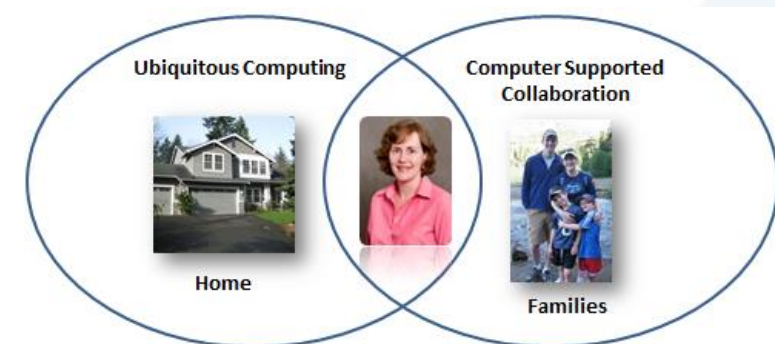 Ubiquitous Computing
Computer Supported
Collaboration
Home
Families